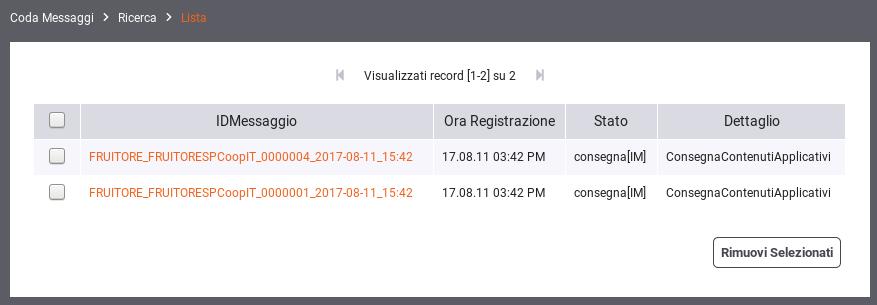 Coda Messaggi > Ricerca > Lista
Visualizzati record [1-2] su 2
IDMessaggio Ora Registrazione Stato Dettaglio
FRUITORE_FRUITORESPCoopIT_0000004_2017-08-11_15:42 17.08.11 03:42 PM consegna[IM] ConsegnaContenutiApplicativi
FRUITORE_FRUITORESPCoopIT_0000001_2017-08-11_15:42 17.08.11 03:42 PM consegna[IM] ConsegnaContenutiApplicativi
Rimuovi Selezionati